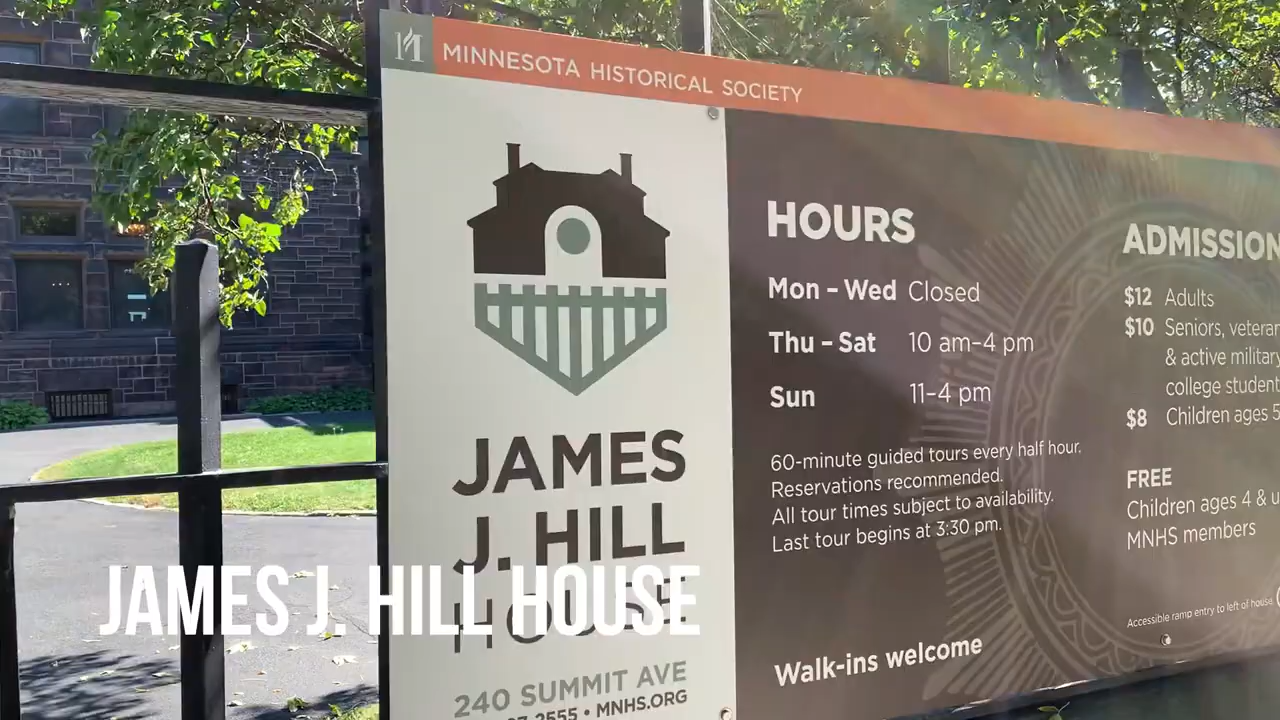 MINNESOTA HISTORICAL SOCIETY
JAMES
J. HILL
HOUSE
240 SUMMIT AVE
2555 • MNHS.ORG
HOURS
Mon – Wed Closed
Thu – Sat 10 am–4 pm
Sun 11–4 pm
60-minute guided tours every half hour.
Reservations recommended.
All tour times subject to availability.
Last tour begins at 3:30 pm.
Walk-ins welcome
ADMISSION
$12 Adults
$10 Seniors,
& active military
college student
$8 Children ages 5
FREE
Children ages 4 &
MNHS members
Accessible ramp entry to left of house
JAMES J. HILL HOUSE